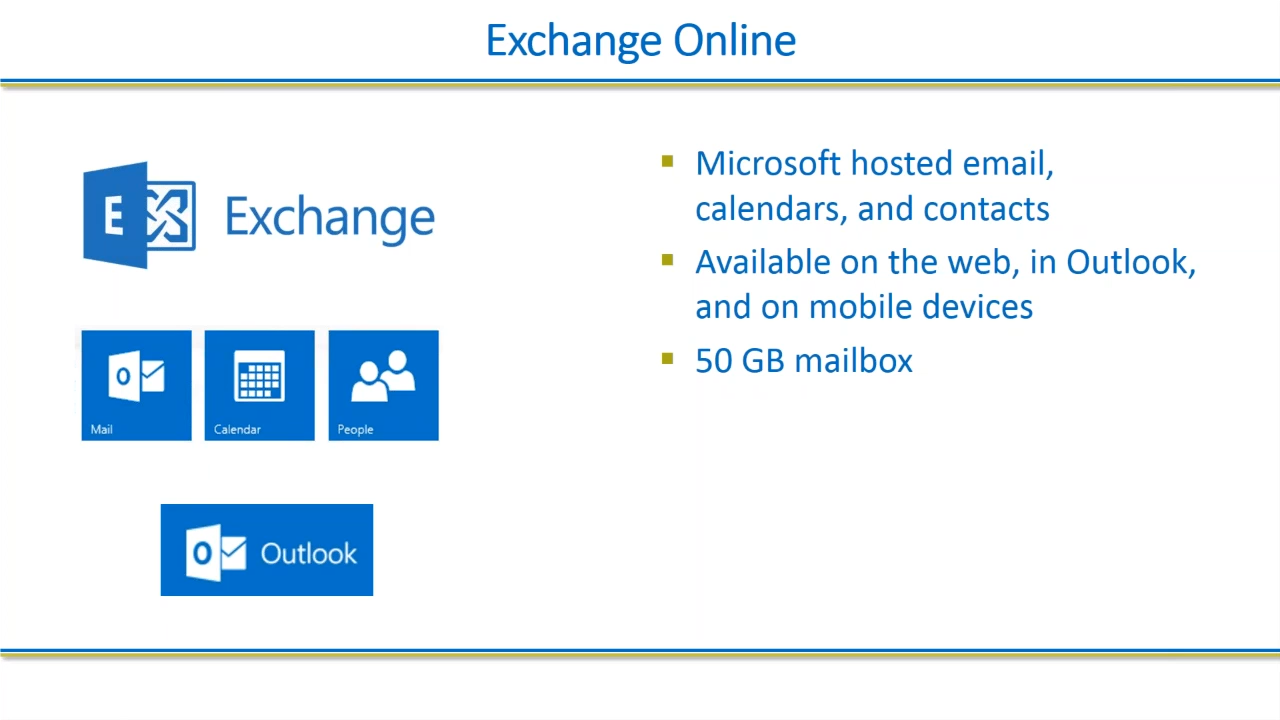 Exchange Online
E Exchange
Mail
Calendar
People
Outlook
Microsoft hosted email,
calendars, and contacts
Available on the web, in Outlook,
and on mobile devices
50 GB mailbox